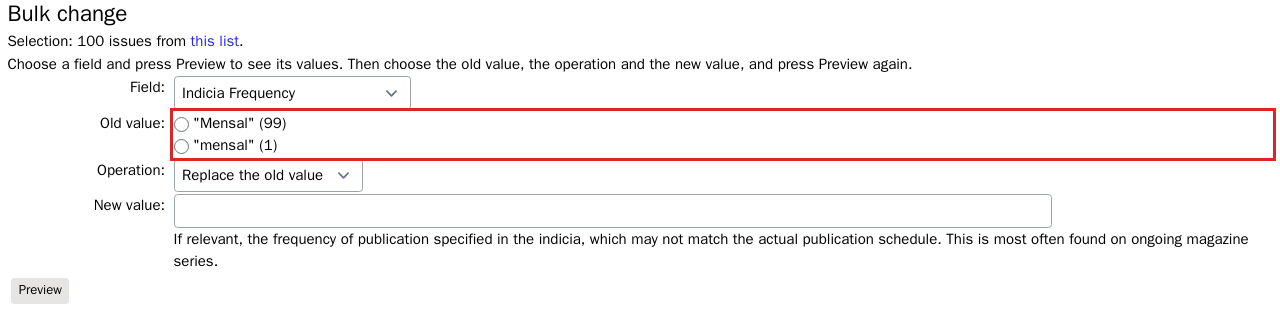 Bulk change
Selection: 100 issues from this list.
Choose a field and press Preview to see its values. Then choose the old value, the operation and the new value, and press Preview again.
Field: Indicia Frequency
Old value: "Mensal" (99)
"mensal" (1)
Operation: Replace the old value
New value:
If relevant, the frequency of publication specified in the indicia, which may not match the actual publication schedule. This is most often found on ongoing magazine
series.
Preview